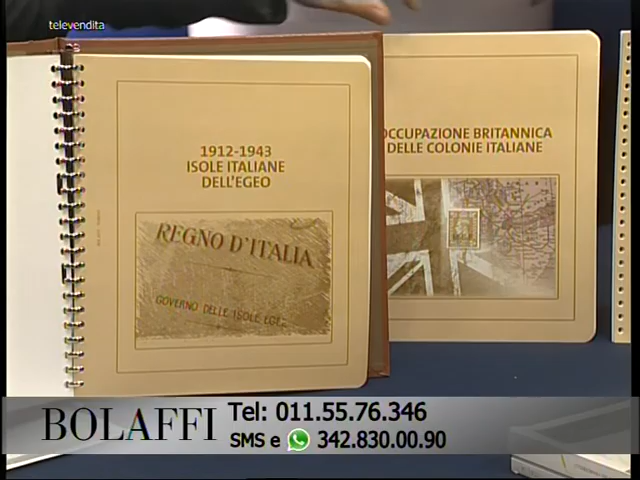 televendita
1912-1943
ISOLE ITALIANE
DELL'EGEO
REGNO D'ITALIA
GOVERNO DELLE ISOLE EGEE
OCCUPAZIONE BRITANNICA
DELLE COLONIE ITALIANE
BOLAFFI
Tel: 011.55.76.346
SMS e 342.830.00.90